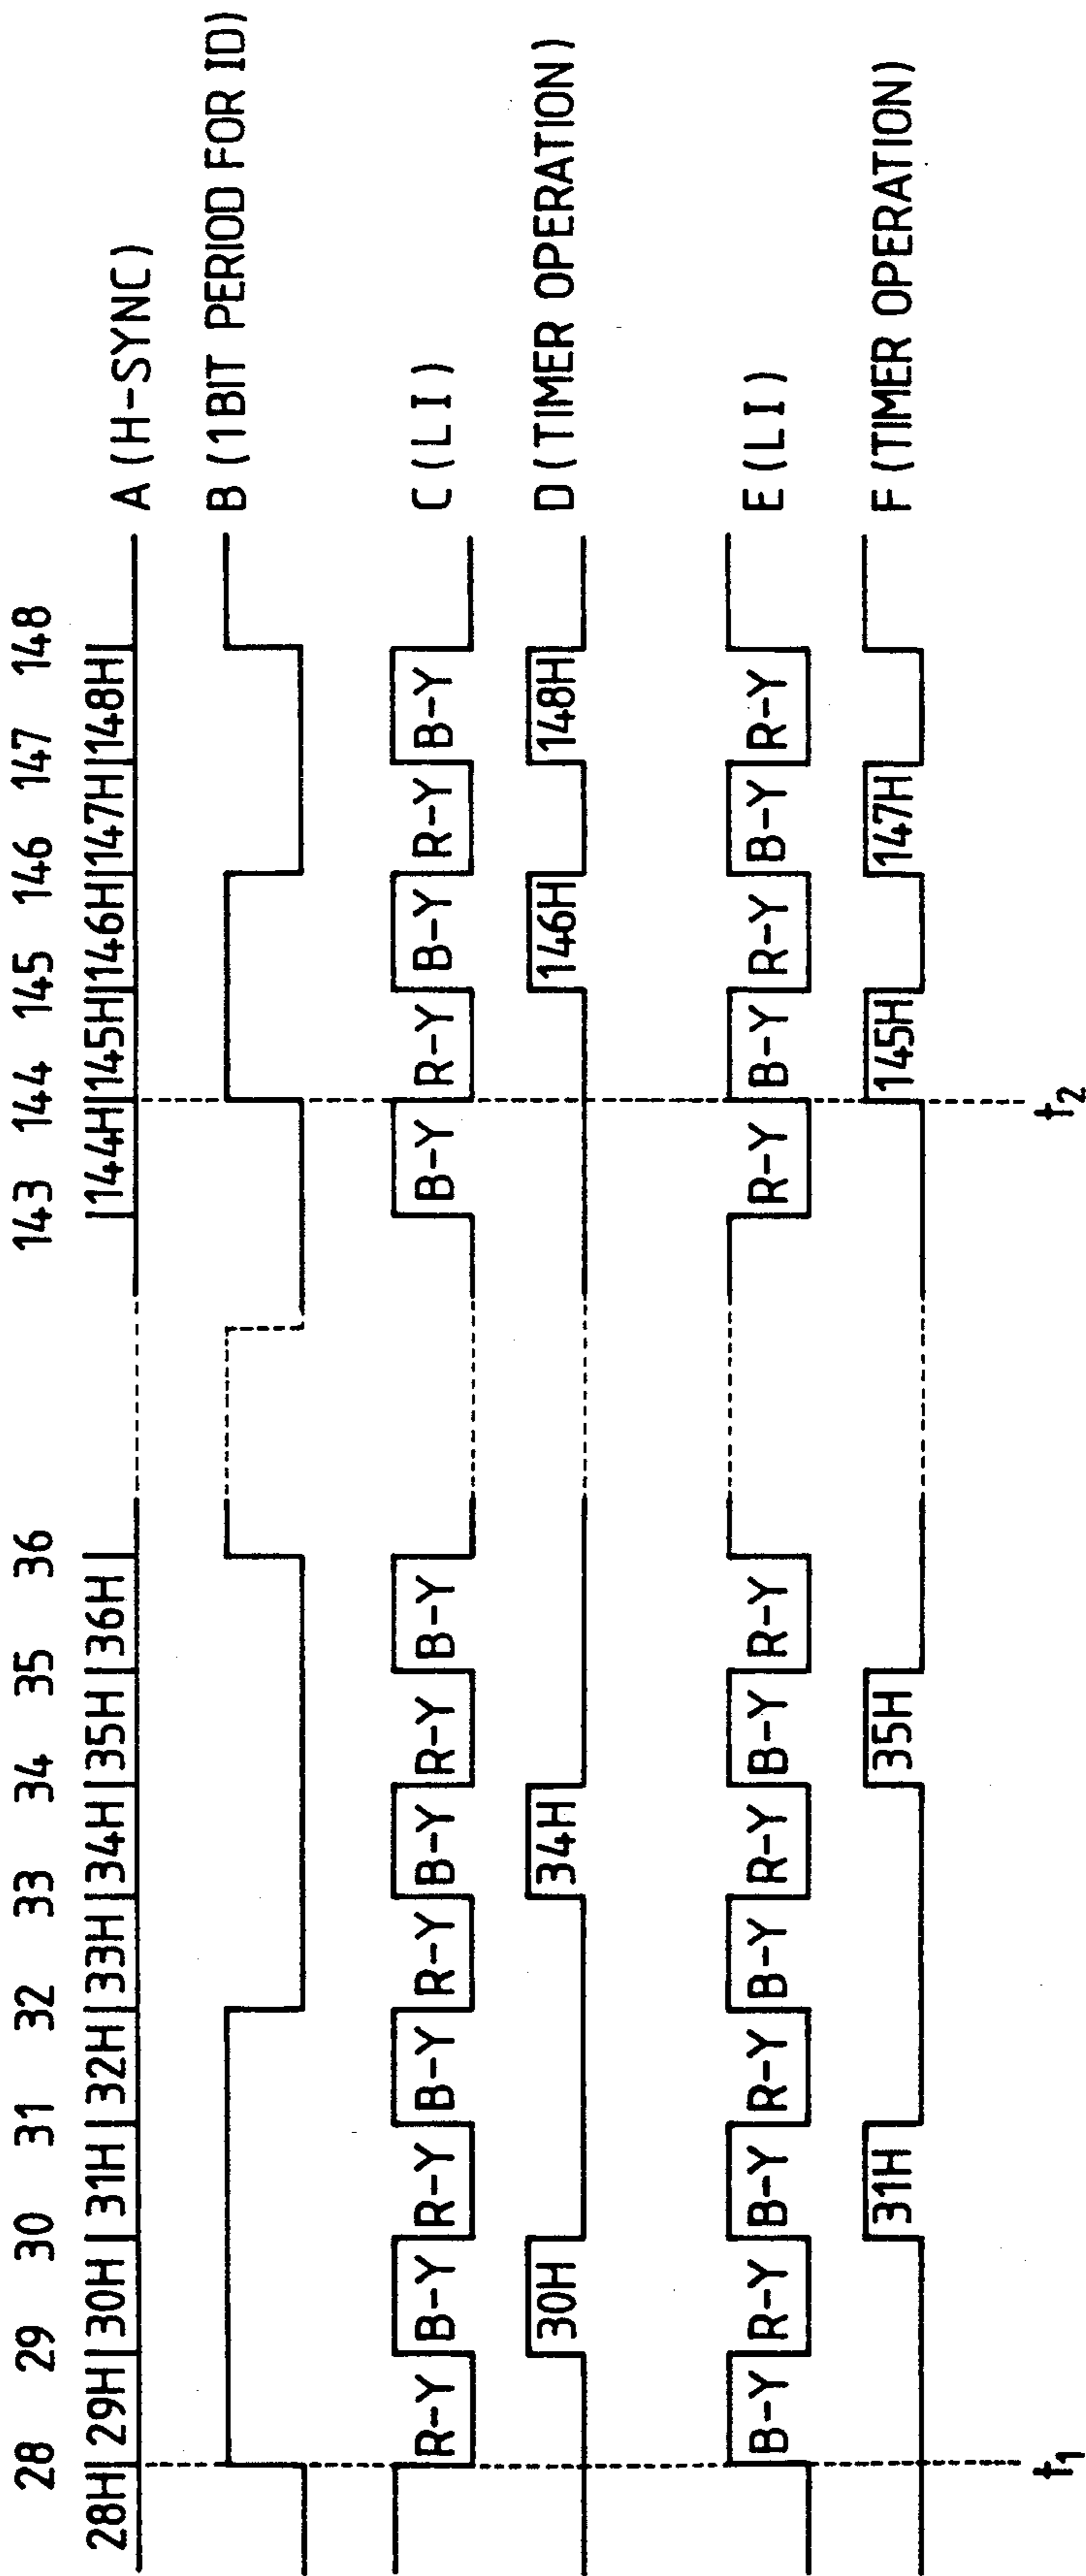 28 29 30 31 32 33 34 35 36 143 144 145 146 147 148
28H 29H 30H 31H 32H 33H 34H 35H 36H 144H 145H 146H 147H 148H
A (H-SYNC)
B (1BIT PERIOD FOR ID)
R-Y B-Y R-Y B-Y R-Y B-Y R-Y B-Y B-Y R-Y B-Y R-Y B-Y
C (LI)
30H 34H 146H 148H
D (TIMER OPERATION)
B-Y R-Y B-Y R-Y B-Y R-Y B-Y R-Y R-Y B-Y R-Y B-Y R-Y
E (LI)
31H 35H 145H 147H
F (TIMER OPERATION)
t1 t2